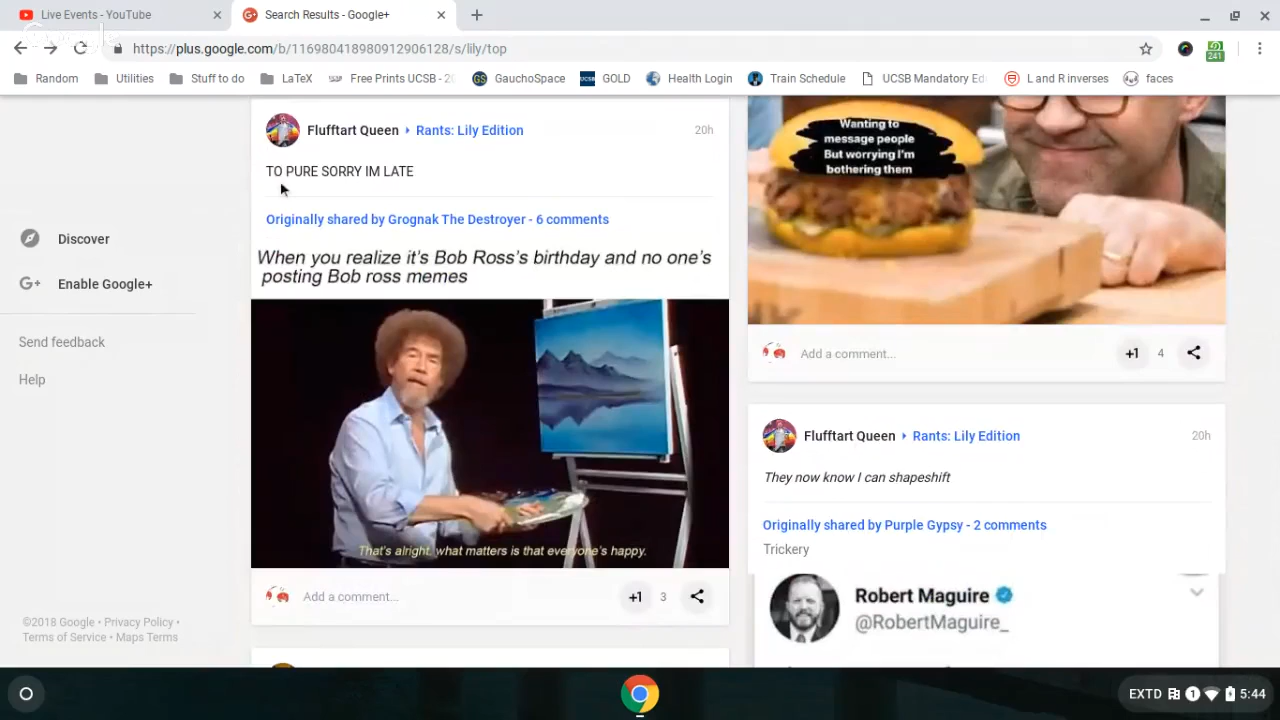 Live Events - YouTube
Search Results - Google+
https://plus.google.com/b/116980418980912906128/s/lily/top
241
Random
Utilities
Stuff to do
LaTeX
Free Prints UCSB - 20
GauchoSpace
UCSB
GOLD
Health Login
Train Schedule
UCSB Mandatory Ed
L and R inverses
faces
Discover
G+ Enable Google+
Send feedback
Help
©2018 Google • Privacy Policy •
Terms of Service • Maps Terms
Flufftart Queen
Rants: Lily Edition
20h
TO PURE SORRY IM LATE
Originally shared by Grognak The Destroyer - 6 comments
When you realize it's Bob Ross's birthday and no one's
posting Bob ross memes
That's alright, what matters is that everyone's happy.
Add a comment...
+1
3
Wanting to
message people
But worrying I'm
bothering them
Add a comment...
+1
4
Flufftart Queen
Rants: Lily Edition
20h
They now know I can shapeshift
Originally shared by Purple Gypsy - 2 comments
Trickery
Robert Maguire
@RobertMaguire_
EXTD
1
5:44